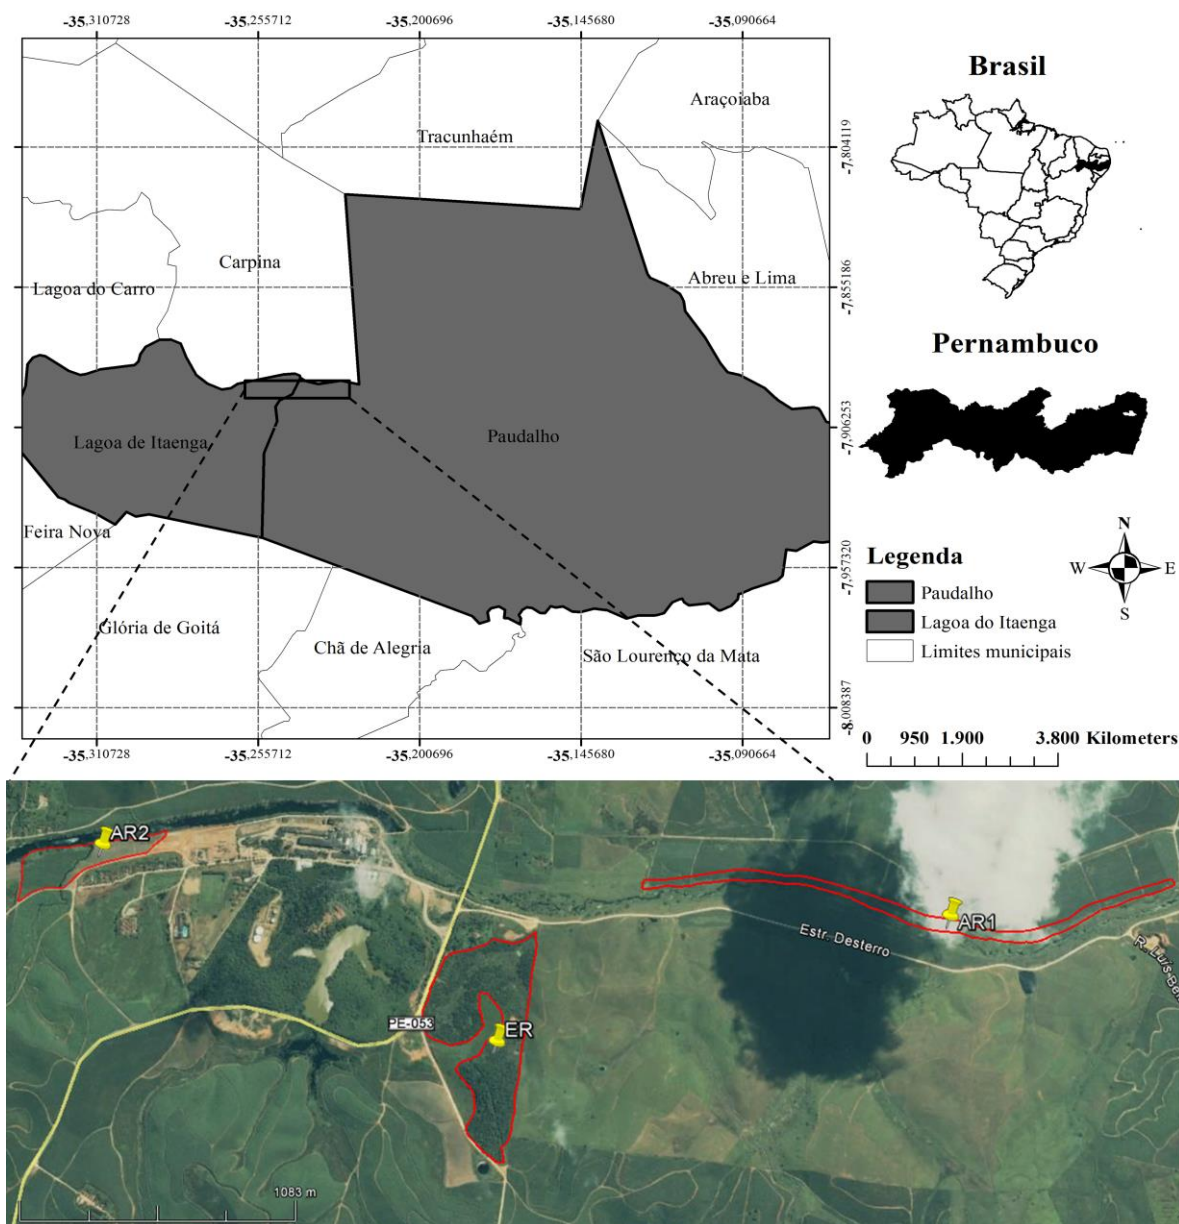 -35,310728 -35,255712 -35,200696 -35,145680 -35,090664
Brasil
Araçoiaba
Tracunhaém
-7,804119
Carpina
Lagoa do Carro
Abreu e Lima
-7,855186
Pernambuco
Lagoa de Itaenga
Paudalho
-7,906253
Feira Nova
N
W E
S
Legenda
-7,957320
Paudalho
Lagoa do Itaenga
Limites municipais
Glória de Goitá
Chã de Alegria
São Lourenço da Mata
-8,008387
0 950 1.900 3.800 Kilometers
-35,310728 -35,255712 -35,200696 -35,145680 -35,090664
AR2
AR1
Estr. Desterro
R. Luís Be
PE-053
ER
1083 m